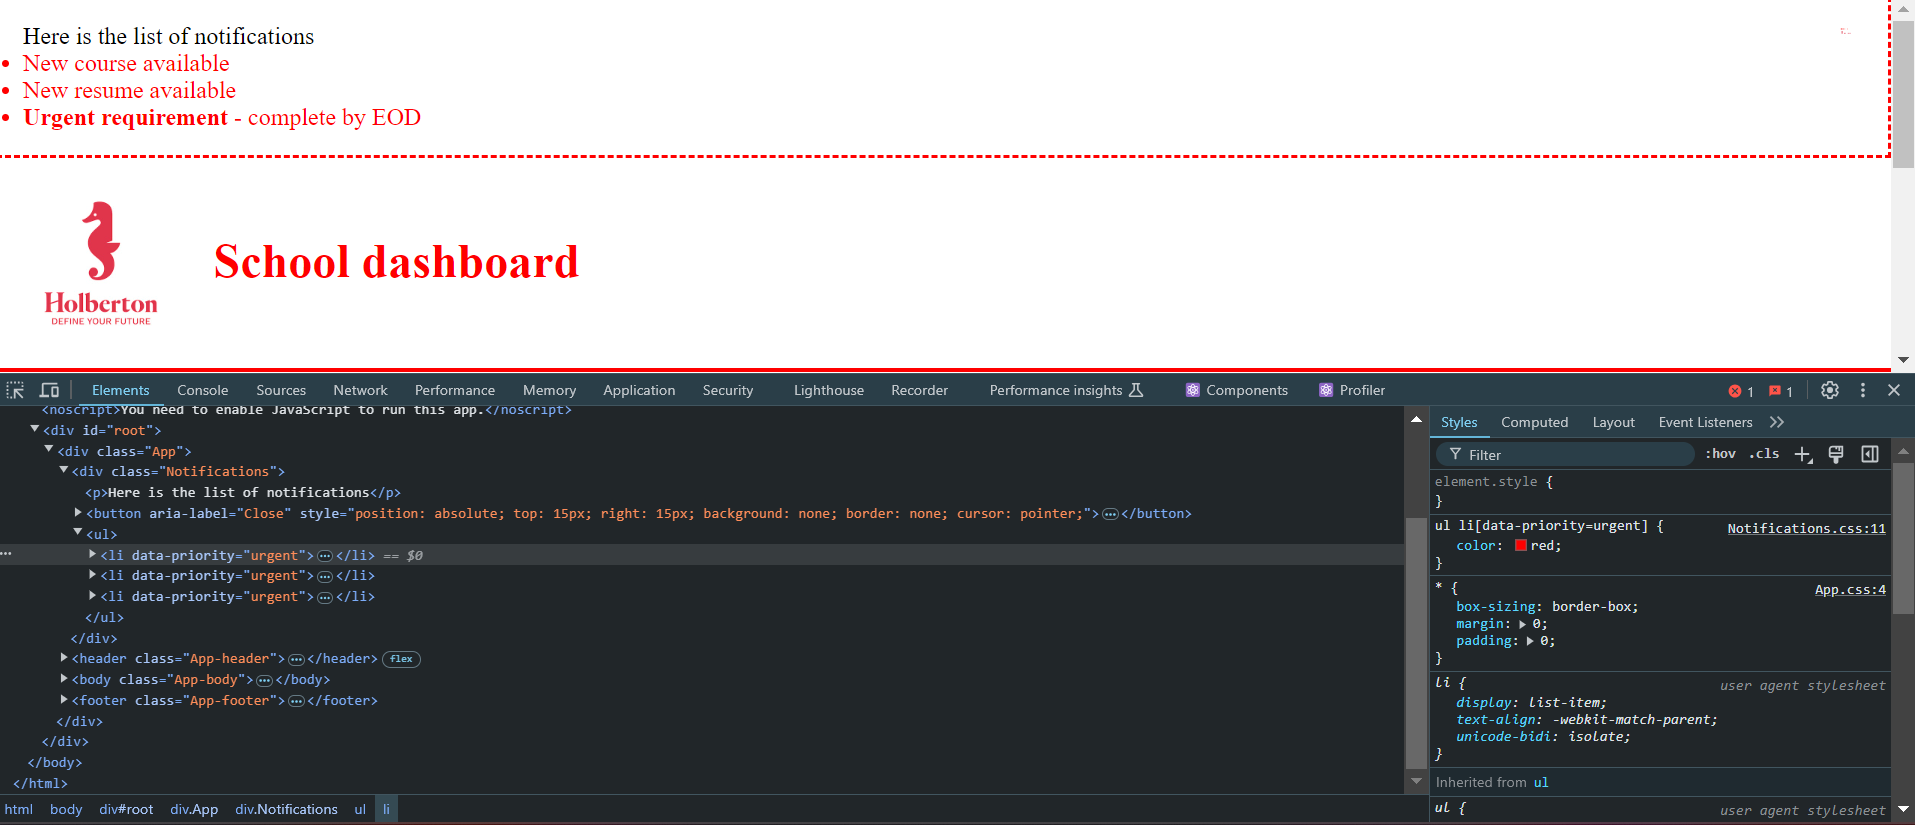 Here is the list of notifications
New course available
New resume available
Urgent requirement - complete by EOD
Holberton
DEFINE YOUR FUTURE
School dashboard
Elements Console Sources Network Performance Memory Application Security Lighthouse Recorder Performance insights Components Profiler 1 1
<noscript>You need to enable JavaScript to run this app.</noscript>
<div id="root">
<div class="App">
<div class="Notifications">
<p>Here is the list of notifications</p>
<button aria-label="Close" style="position: absolute; top: 15px; right: 15px; background: none; border: none; cursor: pointer;">…</button>
<ul>
<li data-priority="urgent">…</li> == $0
<li data-priority="urgent">…</li>
<li data-priority="urgent">…</li>
</ul>
</div>
<header class="App-header">…</header> flex
<body class="App-body">…</body>
<footer class="App-footer">…</footer>
</div>
</div>
</body>
</html>
html body div#root div.App div.Notifications ul li
Styles Computed Layout Event Listeners
Filter :hov .cls
element.style {
}
ul li[data-priority=urgent] { Notifications.css:11
color: red;
}
* { App.css:4
box-sizing: border-box;
margin: 0;
padding: 0;
}
li { user agent stylesheet
display: list-item;
text-align: -webkit-match-parent;
unicode-bidi: isolate;
}
Inherited from ul
ul { user agent stylesheet